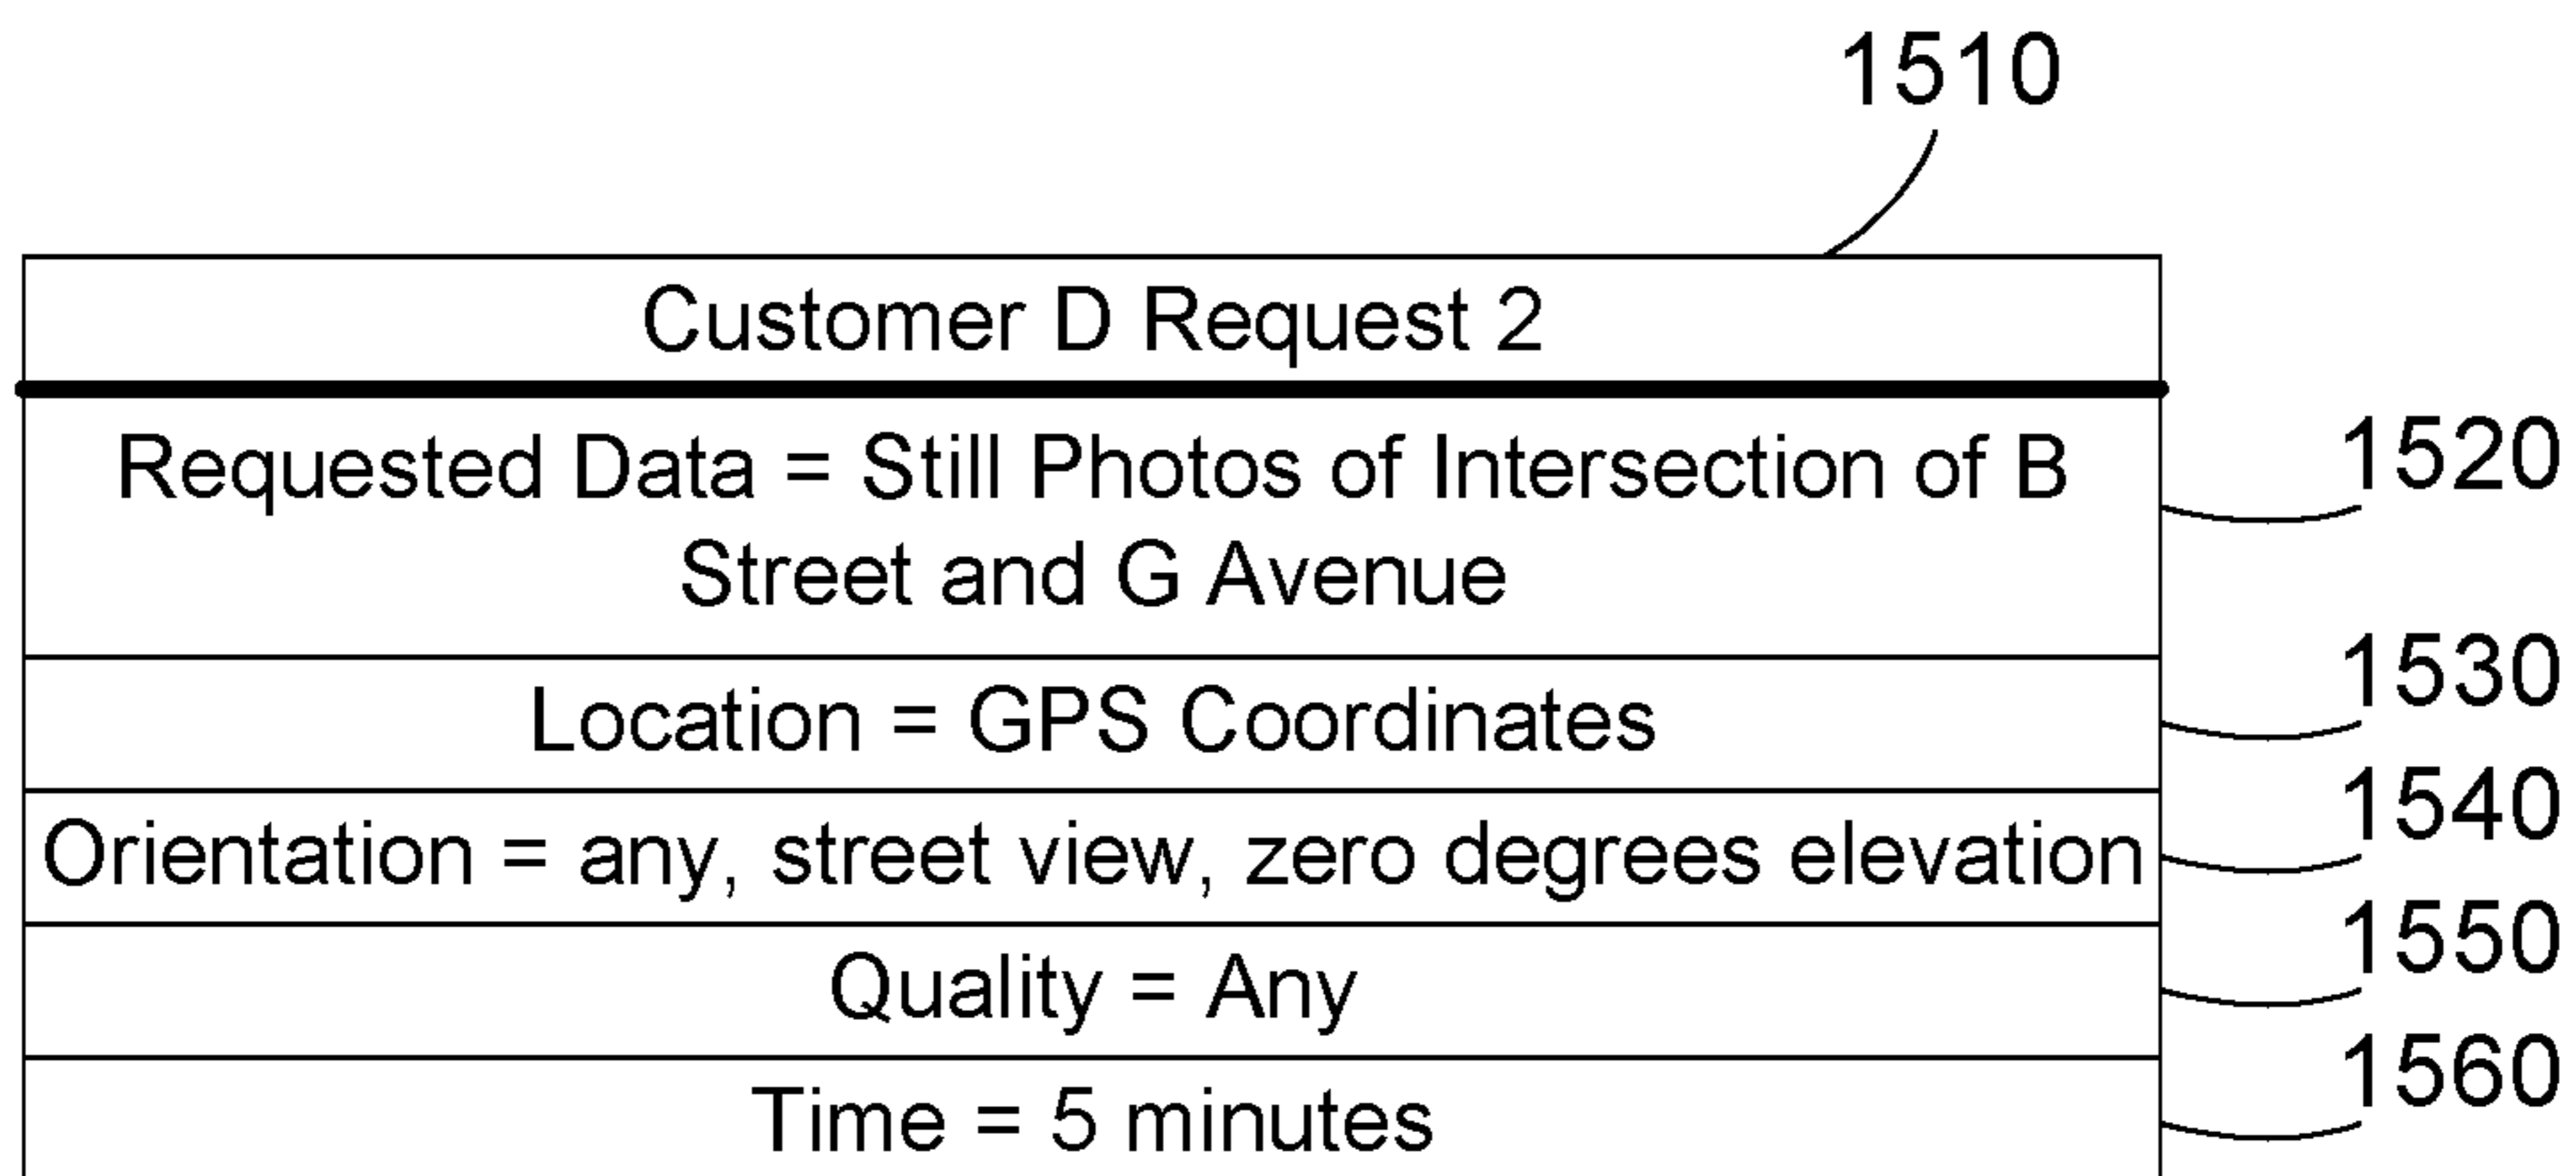 1510
Customer D Request 2
Requested Data = Still Photos of Intersection of B
1520
Street and G Avenue
1530
Location = GPS Coordinates
1540
Orientation = any, street view, zero degrees elevation
1550
Quality = Any
1560
Time = 5 minutes